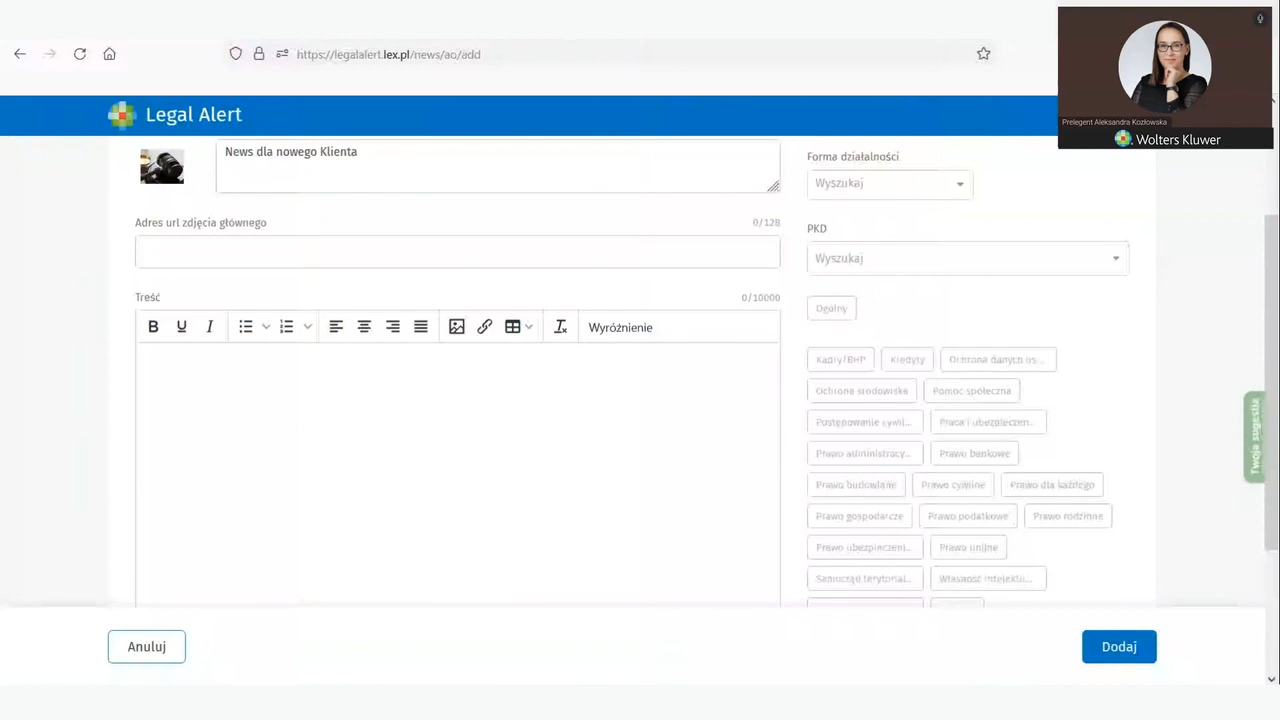 https://legalalert.lex.pl/news/ao/add
Prelegent Aleksandra Kozłowska
Wolters Kluwer
Legal Alert
News dla nowego Klienta
Adres url zdjęcia głównego 0/128
Treść 0/10000
B U I
Wyróżnienie
Forma działalności
Wyszukaj
PKD
Wyszukaj
Ogólny
Kadry/BHP Kredyty Ochrona danych os...
Ochrona środowiska Pomoc społeczna
Postępowanie cywil... Praca i ubezpieczen...
Prawo administracy... Prawo bankowe
Prawo budowlane Prawo cywilne Prawo dla każdego
Prawo gospodarcze Prawo podatkowe Prawo rodzinne
Prawo ubezpieczeni... Prawo unijne
Samorząd terytorial... Własność intelektu...
Twoja sugestia
Anuluj
Dodaj